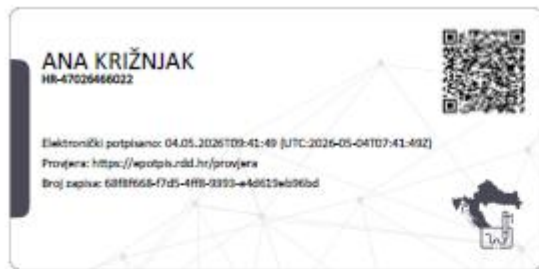 ANA KRIŽNJAK
HR-47026466022
Elektronički potpisano: 04.05.2026T09:41:49 (UTC:2026-05-04T07:41:49Z)
Provjera: https://epotpis.rdd.hr/provjera
Broj zapisa: 68f8f668-f7d5-4ff8-9393-a4d619eb96bd